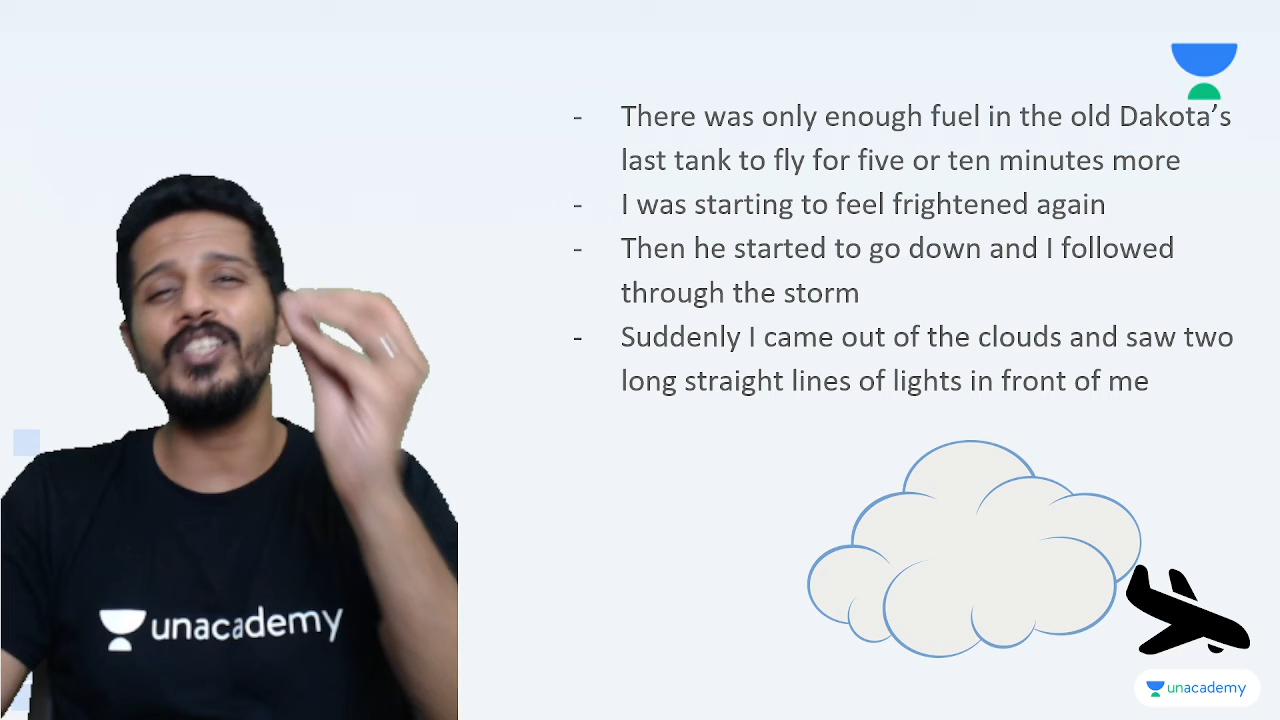 - There was only enough fuel in the old Dakota’s
last tank to fly for five or ten minutes more
- I was starting to feel frightened again
- Then he started to go down and I followed
through the storm
- Suddenly I came out of the clouds and saw two
long straight lines of lights in front of me
unacademy
unacademy